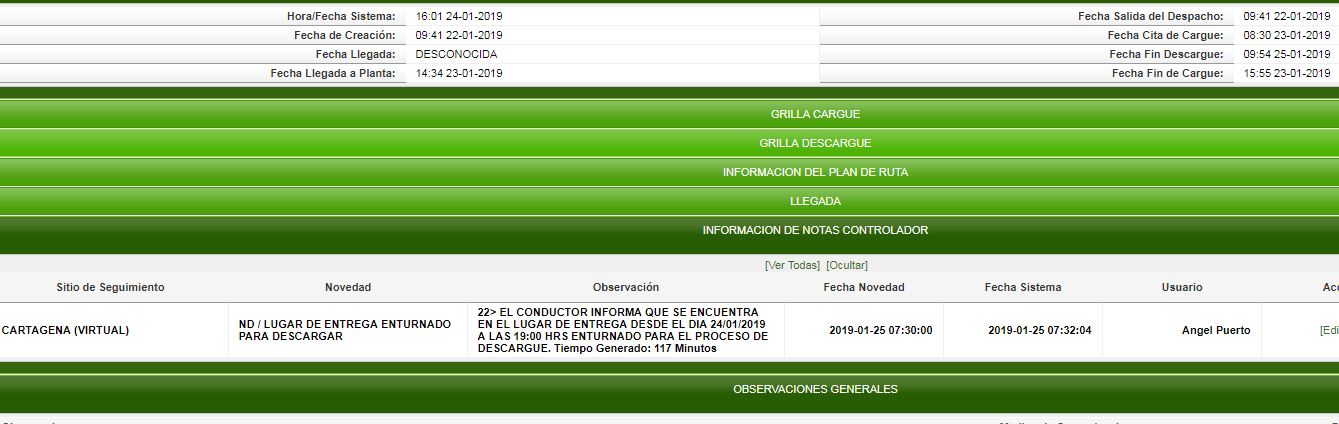 Hora/Fecha Sistema: 16:01 24-01-2019 Fecha Salida del Despacho: 09:41 22-01-2019
Fecha de Creación: 09:41 22-01-2019 Fecha Cita de Cargue: 08:30 23-01-2019
Fecha Llegada: DESCONOCIDA Fecha Fin Descargue: 09:54 25-01-2019
Fecha Llegada a Planta: 14:34 23-01-2019 Fecha Fin de Cargue: 15:55 23-01-2019
GRILLA CARGUE
GRILLA DESCARGUE
INFORMACION DEL PLAN DE RUTA
LLEGADA
INFORMACION DE NOTAS CONTROLADOR
[Ver Todas] [Ocultar]
Sitio de Seguimiento Novedad Observación Fecha Novedad Fecha Sistema Usuario Acc
CARTAGENA (VIRTUAL)
ND / LUGAR DE ENTREGA ENTURNADO
PARA DESCARGAR
22> EL CONDUCTOR INFORMA QUE SE ENCUENTRA
EN EL LUGAR DE ENTREGA DESDE EL DIA 24/01/2019
A LAS 19:00 HRS ENTURNADO PARA EL PROCESO DE
DESCARGUE. Tiempo Generado: 117 Minutos
2019-01-25 07:30:00 2019-01-25 07:32:04 Angel Puerto [Edi
OBSERVACIONES GENERALES